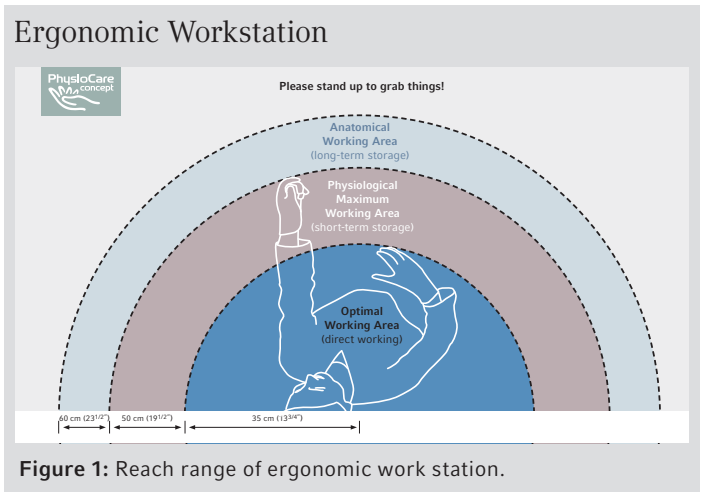 Ergonomic Workstation
PhysioCare
concept
Please stand up to grab things!
Anatomical
Working Area
(long-term storage)
Physiological
Maximum
Working Area
(short-term storage)
Optimal
Working Area
(direct working)
60 cm (23 1/2") 50 cm (19 1/2") 35 cm (13 3/4")
Figure 1: Reach range of ergonomic work station.